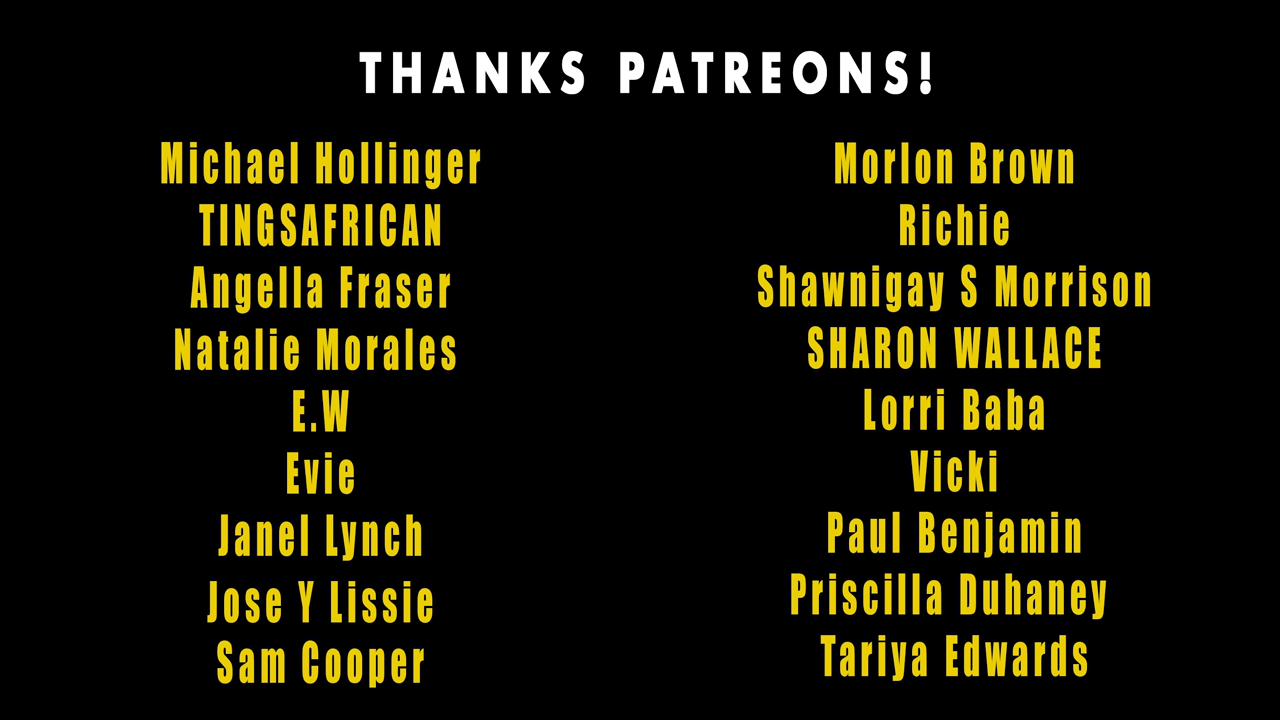 THANKS PATREONS!
Michael Hollinger
TINGSAFRICAN
Angella Fraser
Natalie Morales
E.W
Evie
Janel Lynch
Jose Y Lissie
Sam Cooper
Morlon Brown
Richie
Shawnigay S Morrison
SHARON WALLACE
Lorri Baba
Vicki
Paul Benjamin
Priscilla Duhaney
Tariya Edwards